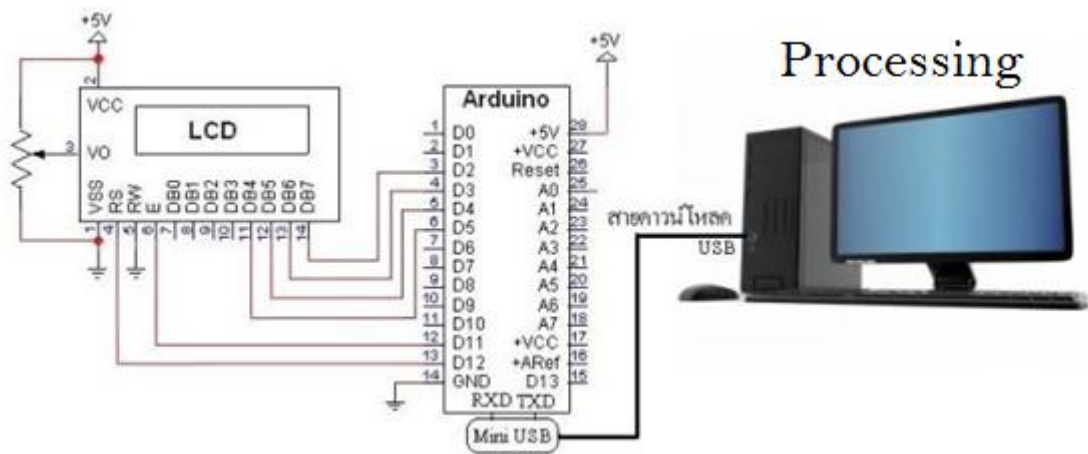 +5V
+5V
Processing
2
VCC
LCD
3
VO
VSS
RS
RW
E
DB0
DB1
DB2
DB3
DB4
DB5
DB6
DB7
1
4
5
6
7
8
9
10
11
12
13
14
Arduino
1 D0 +5V 28
2 D1 +VCC 27
3 D2 Reset 26
4 D3 A0 25
5 D4 A1 24
6 D5 A2 23
7 D6 A3 22
8 D7 A4 21
9 D8 A5 20
10 D9 A6 19
11 D10 A7 18
12 D11 +VCC 17
13 D12 +ARef 16
14 GND D13 15
RXD TXD
Mini USB
สายดาวน์โหลด
USB